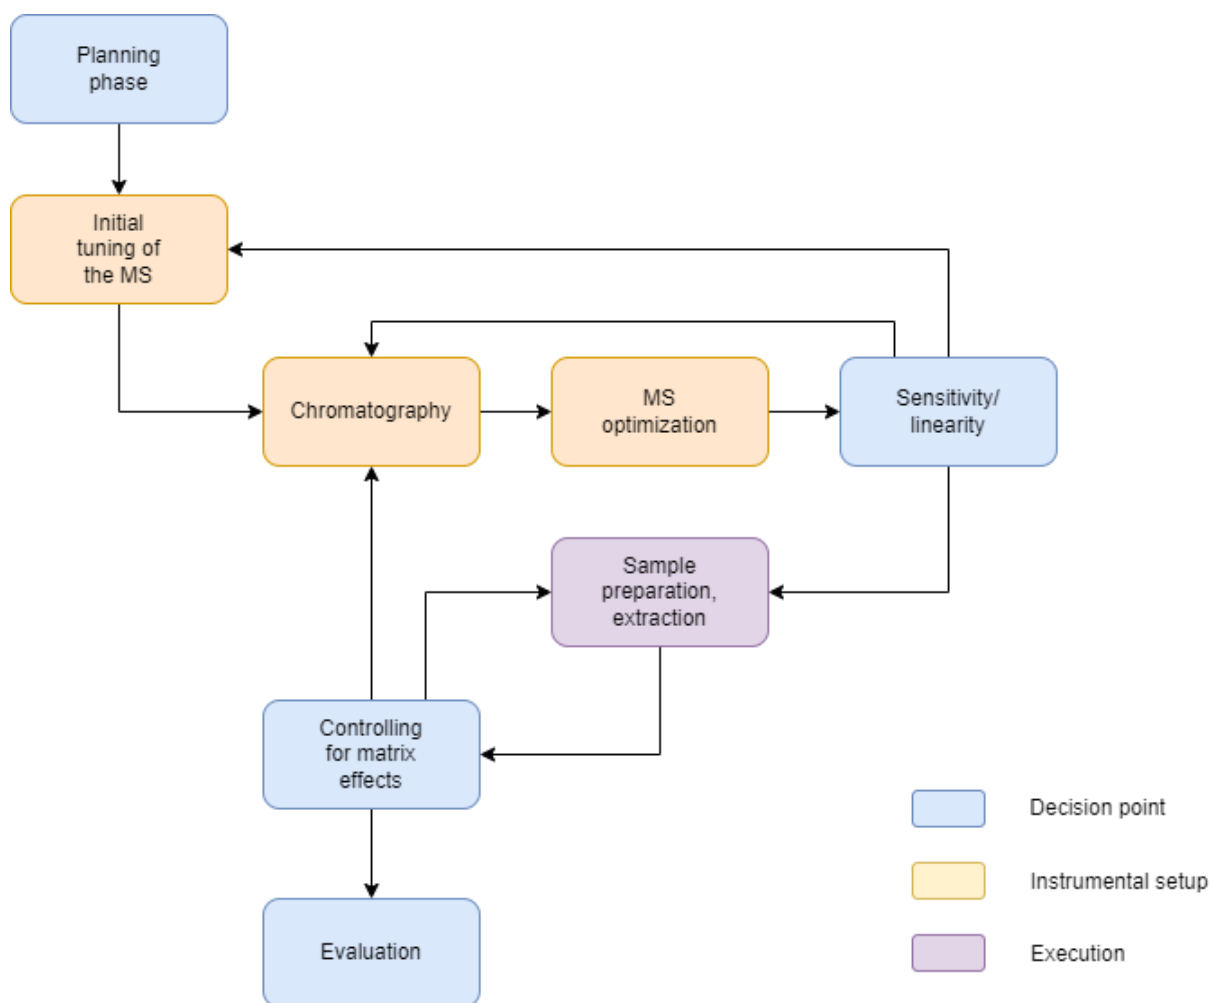 Planning
phase
Initial
tuning of
the MS
Chromatography
MS
optimization
Sensitivity/
linearity
Sample
preparation,
extraction
Controlling
for matrix
effects
Evaluation
Decision point
Instrumental setup
Execution